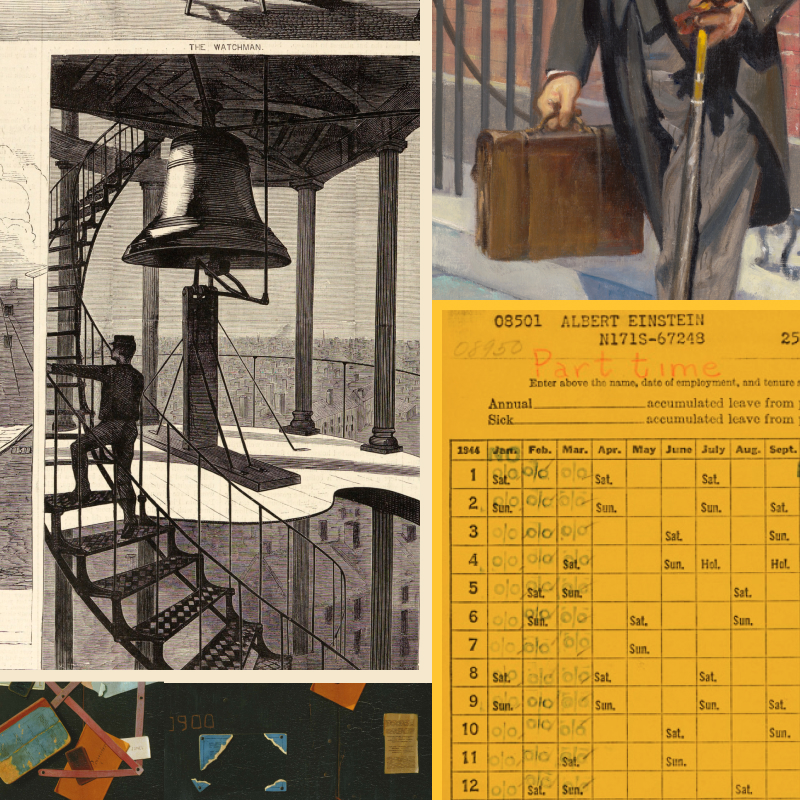 THE WATCHMAN.
1900
08501 ALBERT EINSTEIN
N171S-67248 25
08950
Part time
Enter above the name, date of employment, and tenure
Annual accumulated leave from
Sick accumulated leave from
1944 Jan. Feb. Mar. Apr. May June July Aug. Sept.
1 Sat. Sat. Sat.
2 Sun. Sun. Sun. Sat.
3 Sat. Sun.
4 Sat. Sun. Hol. Hol.
5 Sat. Sun. Sat.
6 Sun. Sat. Sun.
7 Sun.
8 Sat. Sat. Sat.
9 Sun. Sun. Sun. Sat.
10 Sat. Sun.
11 Sat. Sun.
12 Sat. Sun. Sat.